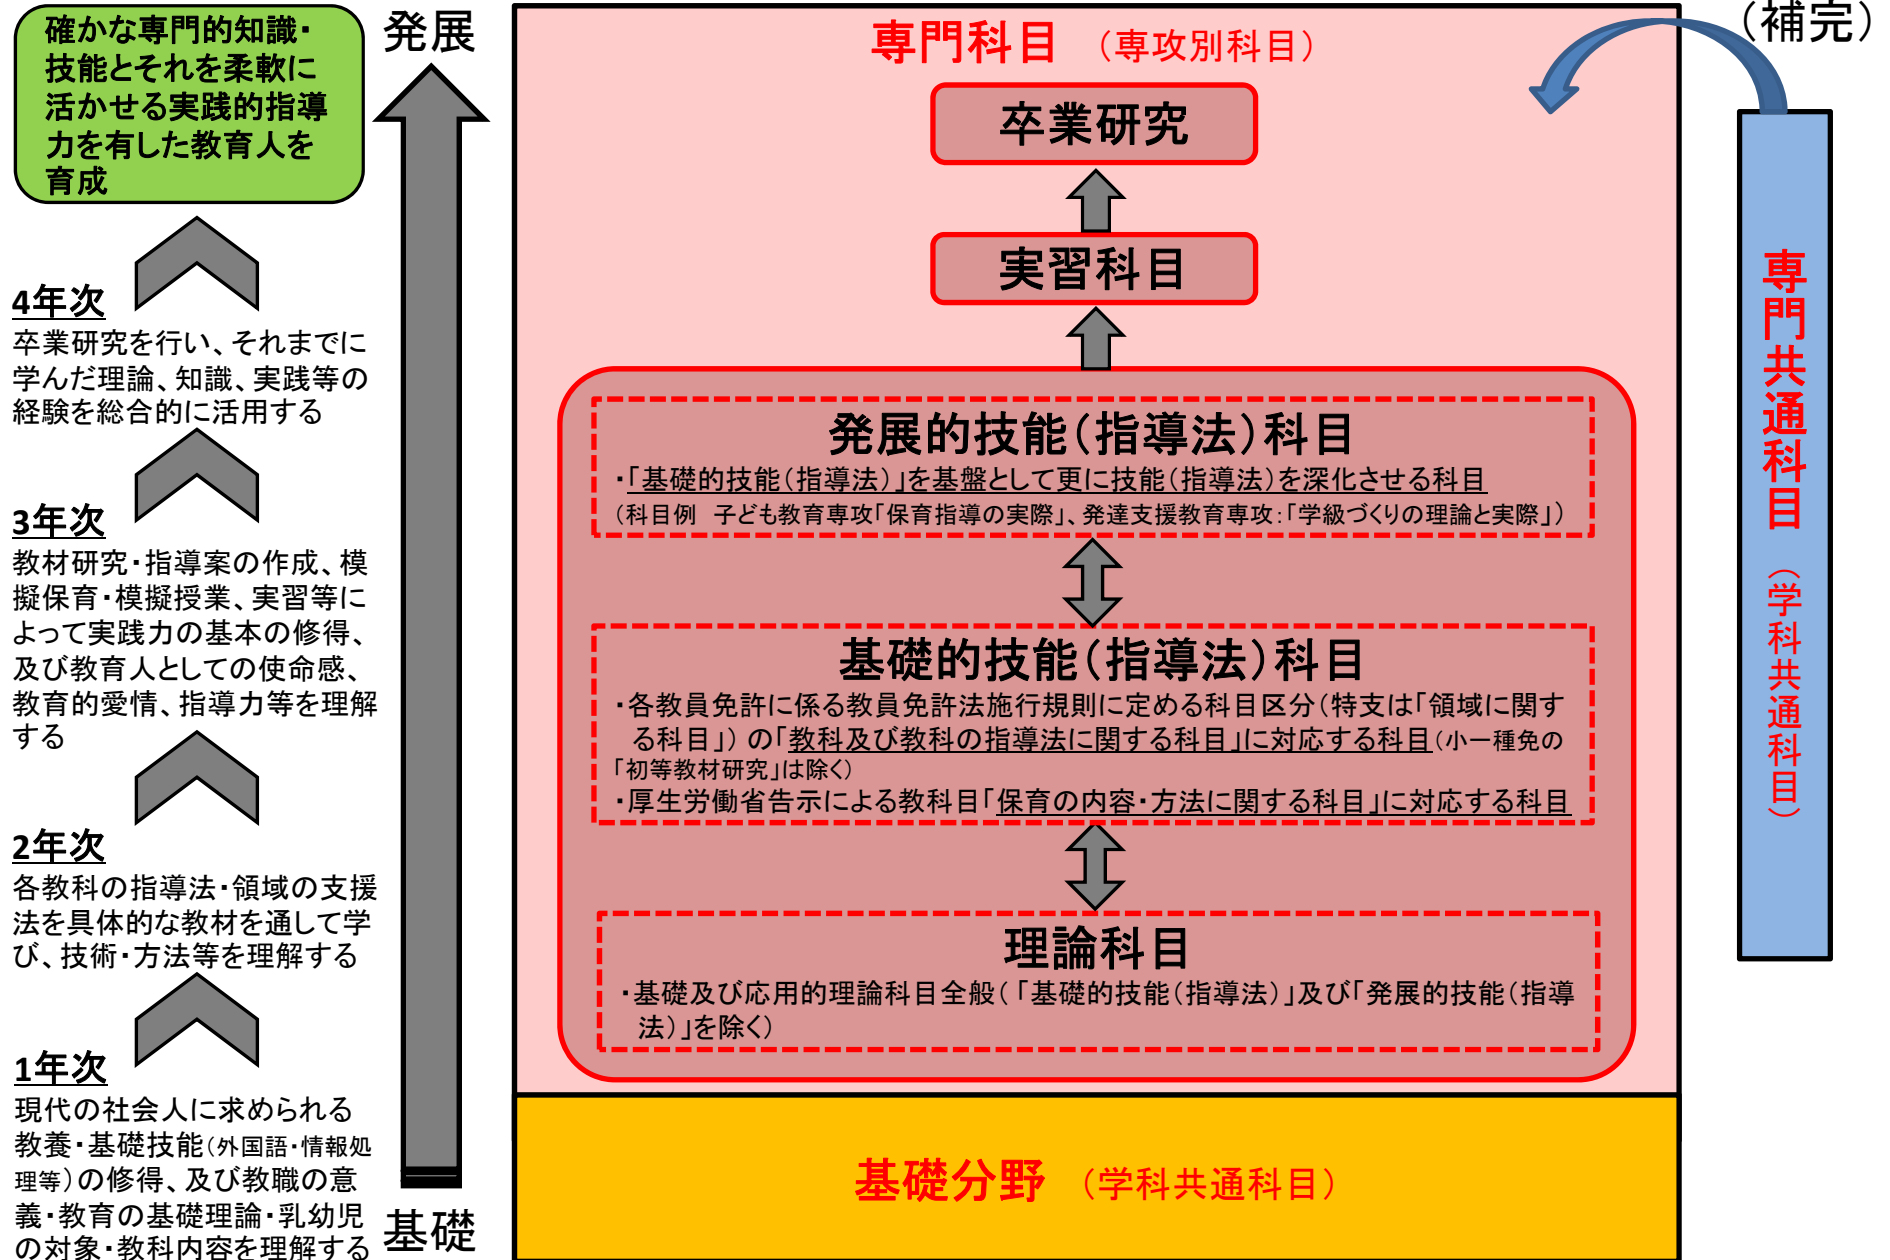 確かな専門的知識・
技能とそれを柔軟に
活かせる実践的指導
力を有した教育人を
育成
4年次
卒業研究を行い、それまでに
学んだ理論、知識、実践等の
経験を総合的に活用する
3年次
教材研究・指導案の作成、模
擬保育・模擬授業、実習等に
よって実践力の基本の修得、
及び教育人としての使命感、
教育的愛情、指導力等を理解
する
2年次
各教科の指導法・領域の支援
法を具体的な教材を通して学
び、技術・方法等を理解する
1年次
現代の社会人に求められる
教養・基礎技能(外国語・情報処
理等)の修得、及び教職の意
義・教育の基礎理論・乳幼児
の対象・教科内容を理解する
発展
基礎
専門科目 (専攻別科目)
卒業研究
実習科目
発展的技能(指導法)科目
・「基礎的技能(指導法)」を基盤として更に技能(指導法)を深化させる科目
(科目例 子ども教育専攻「保育指導の実際」、発達支援教育専攻:「学級づくりの理論と実際」)
基礎的技能(指導法)科目
・各教員免許に係る教員免許法施行規則に定める科目区分(特支は「領域に関す
る科目」) の「教科及び教科の指導法に関する科目」に対応する科目(小一種免の
「初等教材研究」は除く)
・厚生労働省告示による教科目「保育の内容・方法に関する科目」に対応する科目
理論科目
・基礎及び応用的理論科目全般( 「基礎的技能(指導法)」及び「発展的技能(指導
法)」を除く)
基礎分野 (学科共通科目)
(補完)
専門共通科目 (学科共通科目)